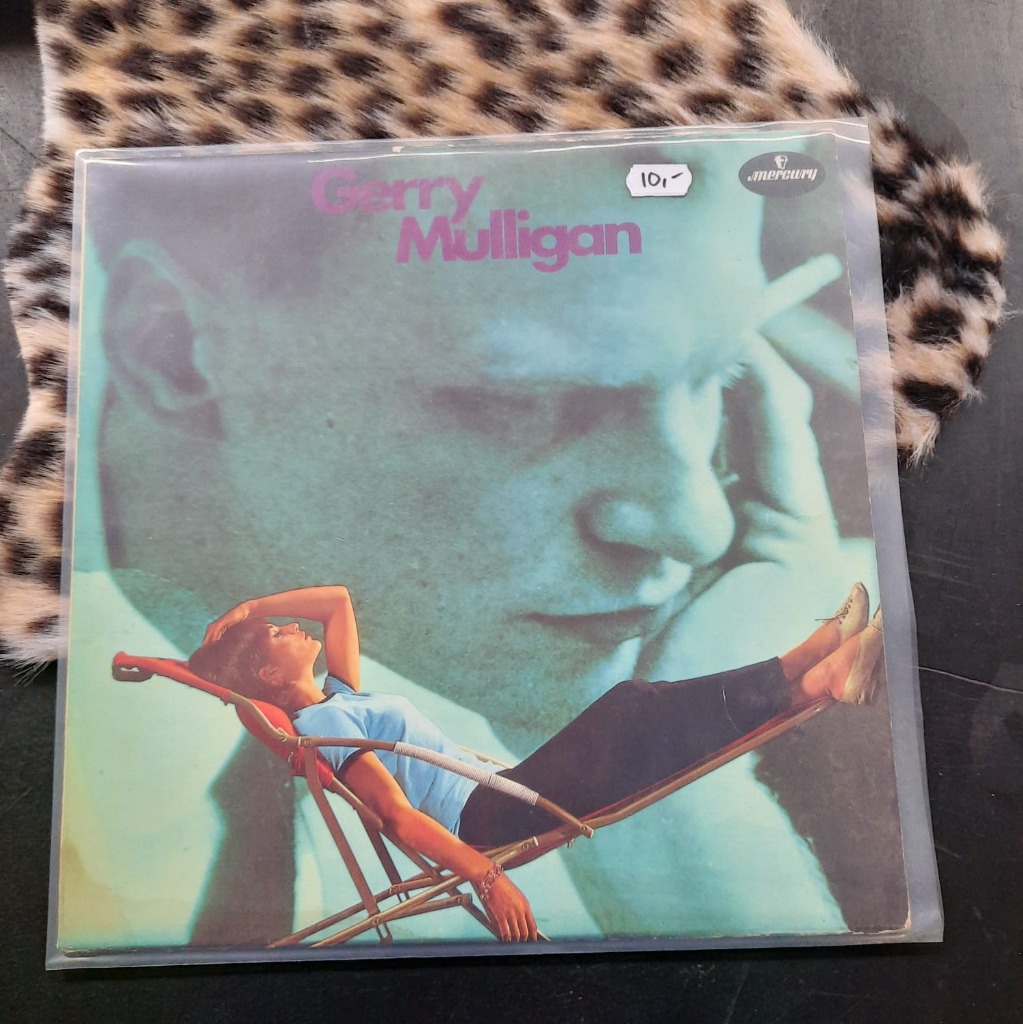 Gerry
Mulligan
10,-
mercury